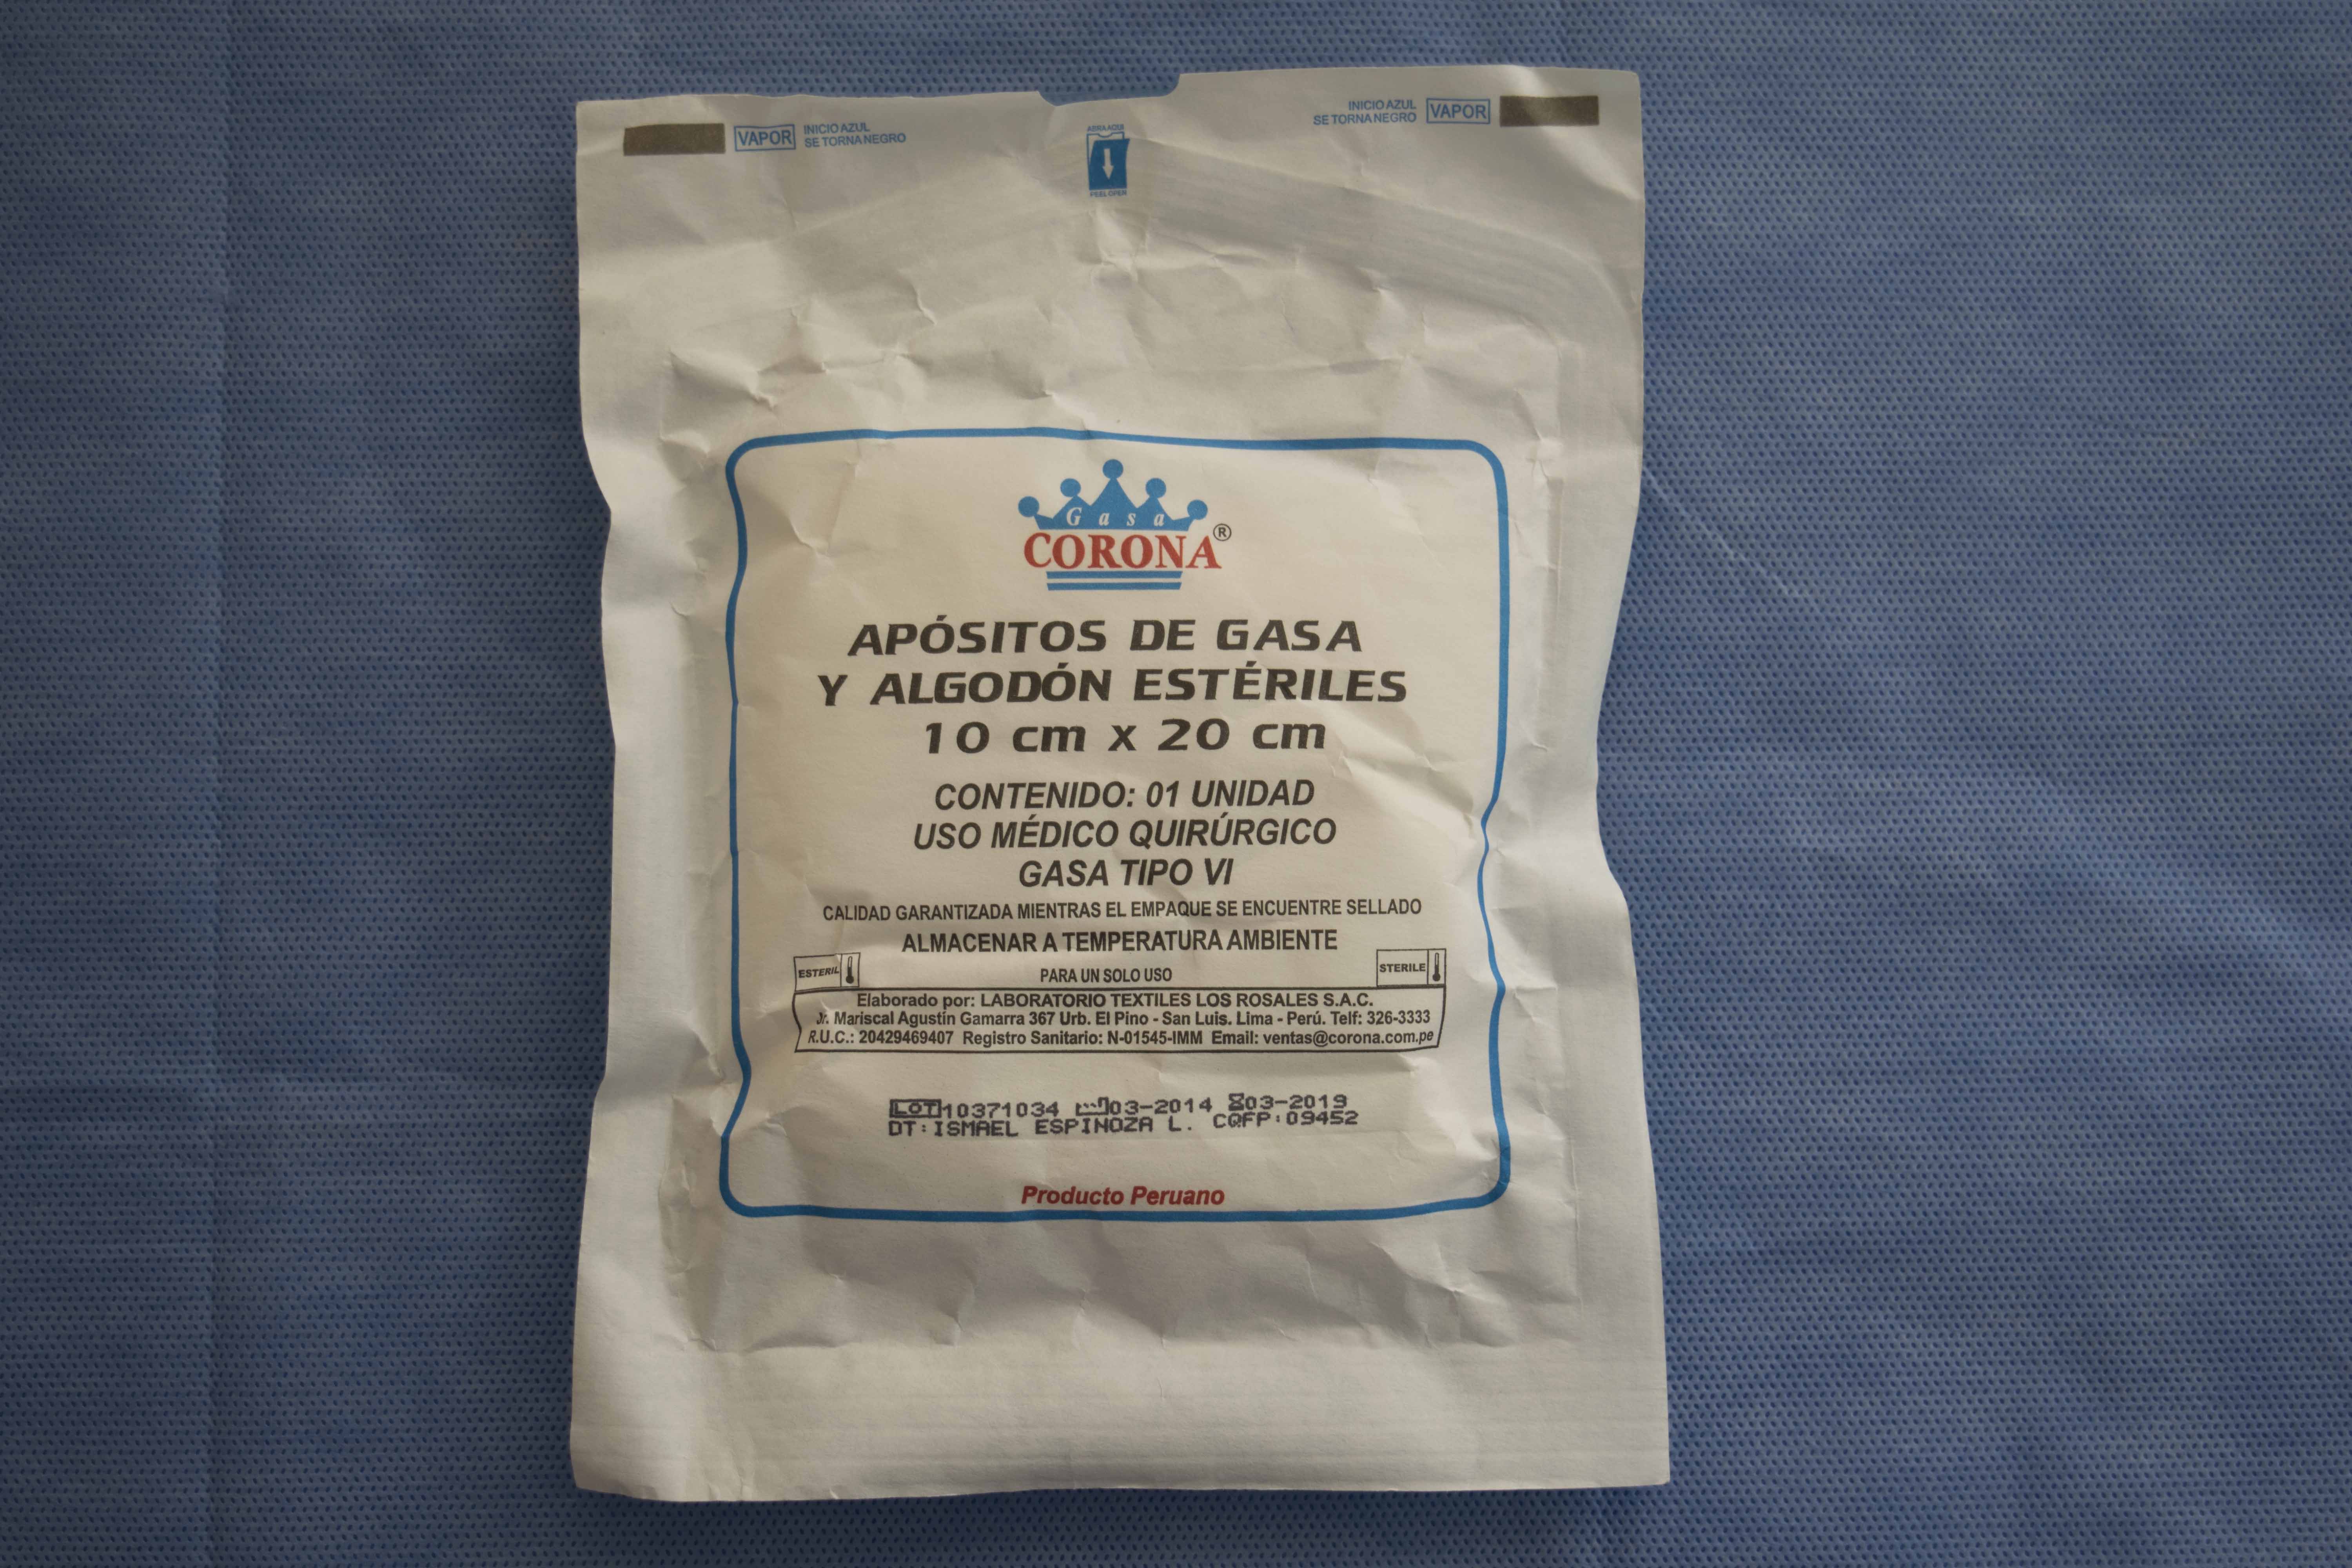 VAPOR
INICIO AZUL
SE TORNA NEGRO
ABRA AQUI
PEEL OPEN
INICIO AZUL
SE TORNA NEGRO
VAPOR
Gasa
CORONA®
APÓSITOS DE GASA
Y ALGODÓN ESTÉRILES
10 cm x 20 cm
CONTENIDO: 01 UNIDAD
USO MÉDICO QUIRÚRGICO
GASA TIPO VI
CALIDAD GARANTIZADA MIENTRAS EL EMPAQUE SE ENCUENTRE SELLADO
ALMACENAR A TEMPERATURA AMBIENTE
ESTERIL
PARA UN SOLO USO
STERILE
Elaborado por: LABORATORIO TEXTILES LOS ROSALES S.A.C.
Jr. Mariscal Agustín Gamarra 367 Urb. El Pino - San Luis. Lima - Perú. Telf: 326-3333
R.U.C.: 20429469407 Registro Sanitario: N-01545-IMM Email: ventas@corona.com.pe
LOT 10371034 03-2014 03-2019
DT: ISMAEL ESPINOZA L. CQFP:09452
Producto Peruano